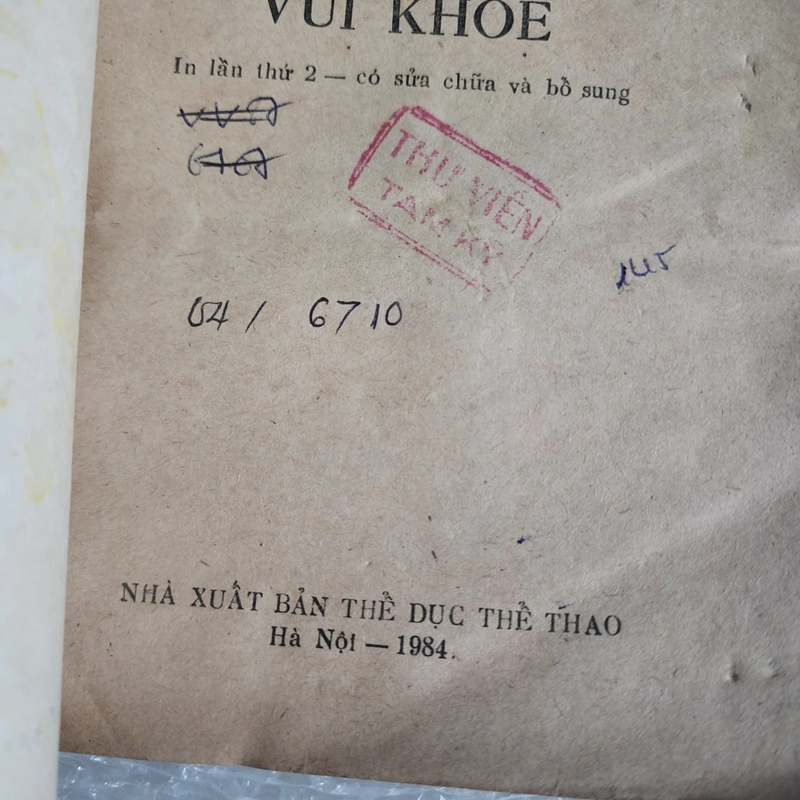 VUI KHỎE
In lần thứ 2 — có sửa chữa và bổ sung
THƯ VIỆN
TAM KỲ
04 / 6710
NHÀ XUẤT BẢN THỂ DỤC THỂ THAO
Hà Nội — 1984.